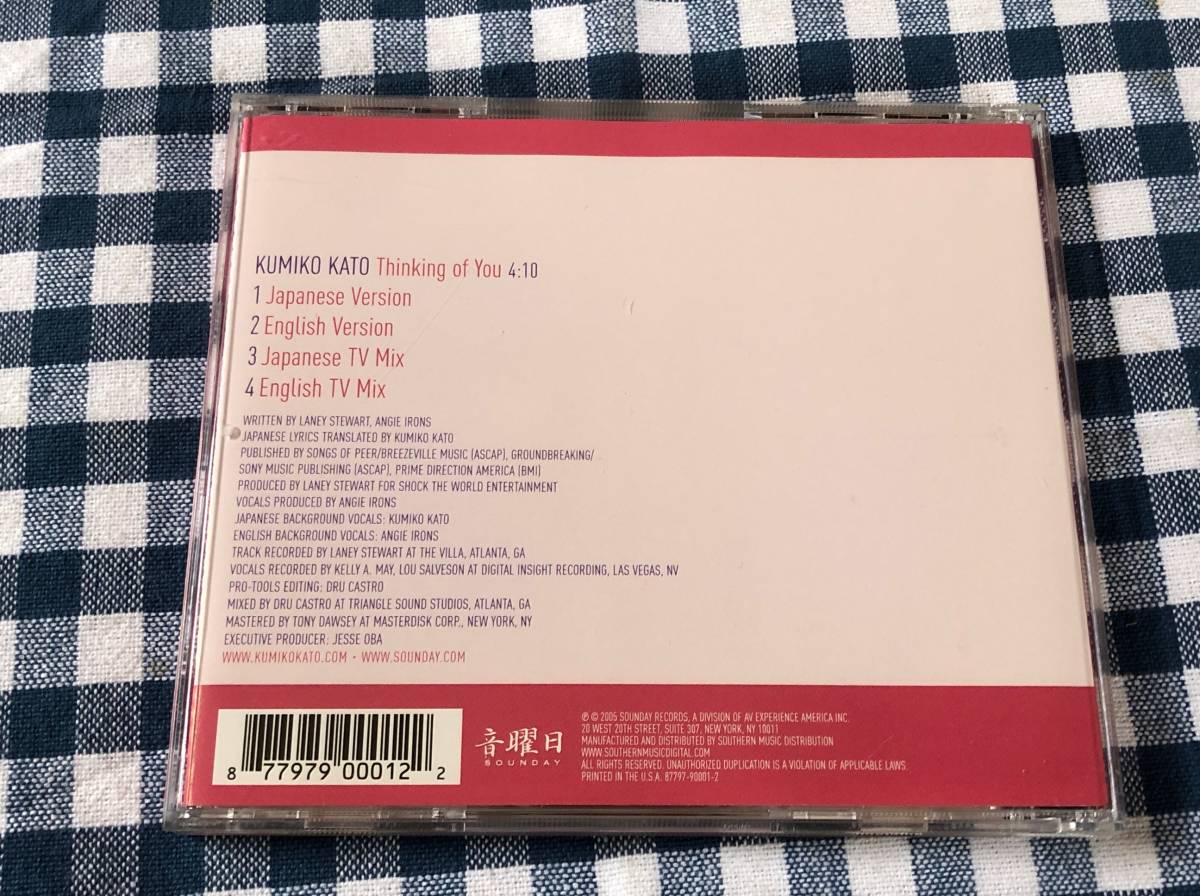 KUMIKO KATO Thinking of You 4:10
1 Japanese Version
2 English Version
3 Japanese TV Mix
4 English TV Mix
WRITTEN BY LANEY STEWART, ANGIE IRONS
JAPANESE LYRICS TRANSLATED BY KUMIKO KATO
PUBLISHED BY SONGS OF PEER/BREEZEVILLE MUSIC (ASCAP), GROUNDBREAKING/
SONY MUSIC PUBLISHING (ASCAP), PRIME DIRECTION AMERICA (BMI)
PRODUCED BY LANEY STEWART FOR SHOCK THE WORLD ENTERTAINMENT
VOCALS PRODUCED BY ANGIE IRONS
JAPANESE BACKGROUND VOCALS: KUMIKO KATO
ENGLISH BACKGROUND VOCALS: ANGIE IRONS
TRACK RECORDED BY LANEY STEWART AT THE VILLA, ATLANTA, GA
VOCALS RECORDED BY KELLY A. MAY, LOU SALVESON AT DIGITAL INSIGHT RECORDING, LAS VEGAS, NV
PRO-TOOLS EDITING: DRU CASTRO
MIXED BY DRU CASTRO AT TRIANGLE SOUND STUDIOS, ATLANTA, GA
MASTERED BY TONY DAWSEY AT MASTERDISK CORP., NEW YORK, NY
EXECUTIVE PRODUCER: JESSE OBA
WWW.KUMIKOKATO.COM • WWW.SOUNDAY.COM
8 77979 00012 2
音曜日
SOUNDAY
℗ © 2005 SOUNDAY RECORDS, A DIVISION OF AV EXPERIENCE AMERICA INC.
20 WEST 20TH STREET, SUITE 307, NEW YORK, NY 10011
MANUFACTURED AND DISTRIBUTED BY SOUTHERN MUSIC DISTRIBUTION
WWW.SOUTHERNMUSICDIGITAL.COM
ALL RIGHTS RESERVED. UNAUTHORIZED DUPLICATION IS A VIOLATION OF APPLICABLE LAWS.
PRINTED IN THE U.S.A. 87797-90001-2